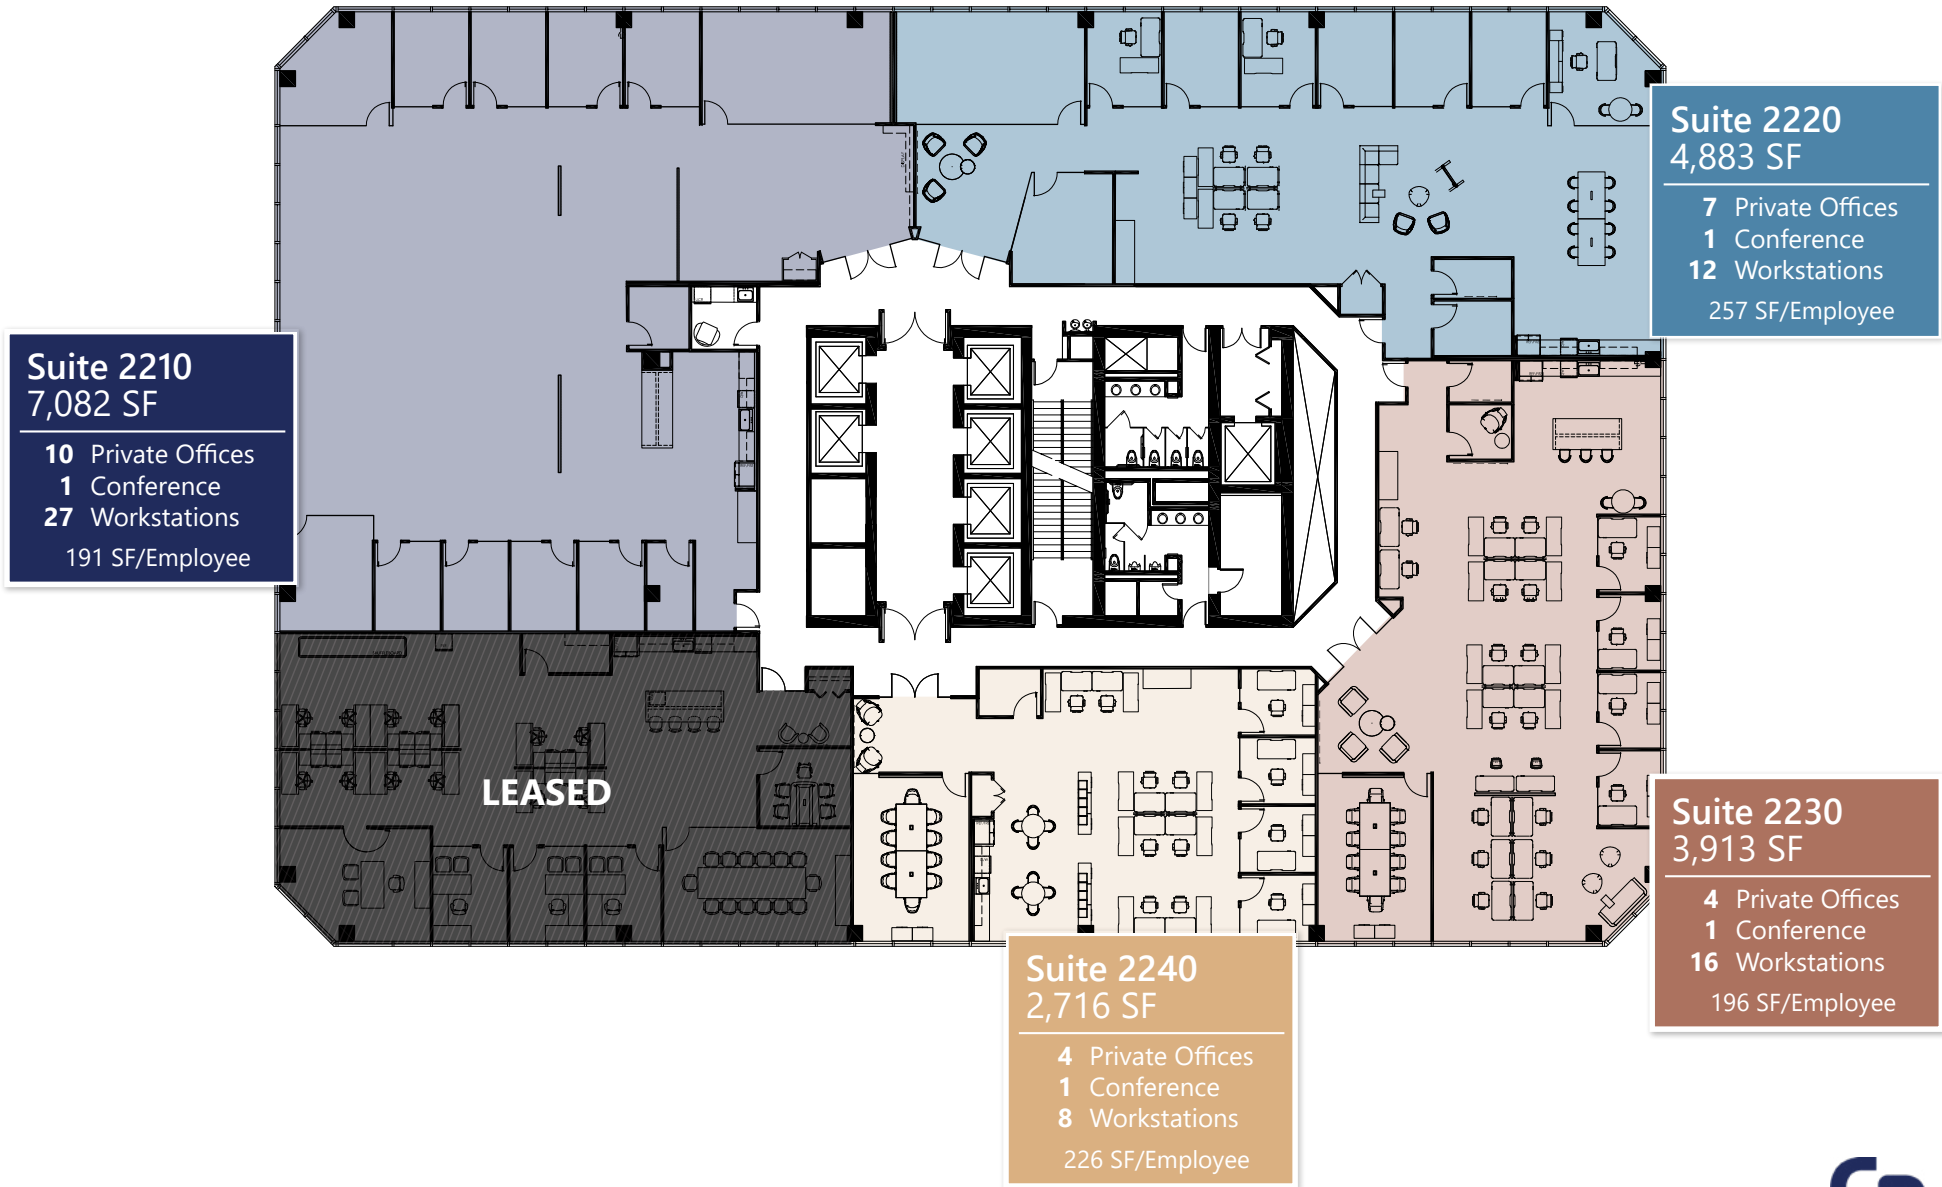 Suite 2220
4,883 SF
7 Private Offices
1 Conference
12 Workstations
257 SF/Employee
Suite 2210
7,082 SF
10 Private Offices
1 Conference
27 Workstations
191 SF/Employee
LEASED
Suite 2230
3,913 SF
4 Private Offices
1 Conference
16 Workstations
196 SF/Employee
Suite 2240
2,716 SF
4 Private Offices
1 Conference
8 Workstations
226 SF/Employee